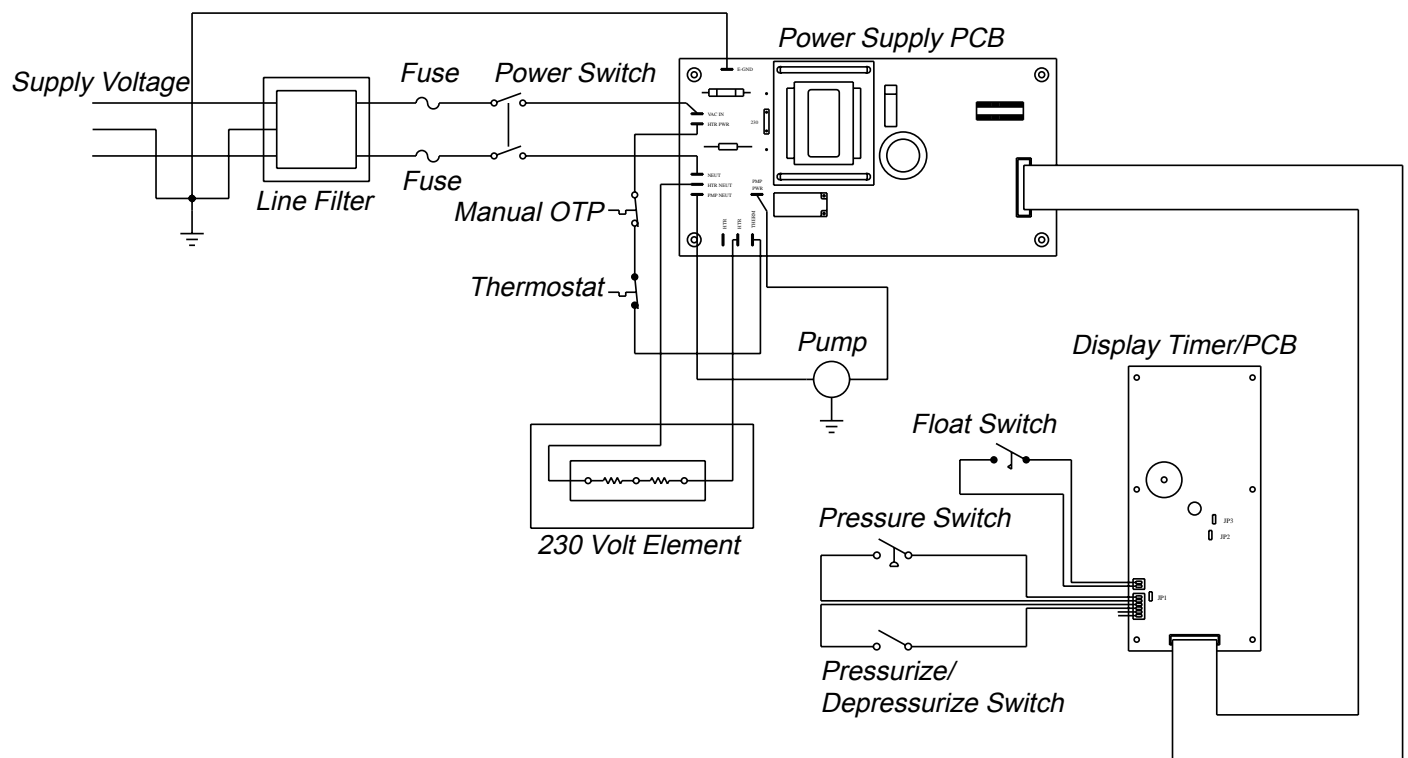 Power Supply PCB
Supply Voltage
Fuse
Power Switch
E-GND
VAC IN
HTR PWR
230
Fuse
Line Filter
NEUT
HTR NEUT
PMP NEUT
PMP
PWR
Manual OTP
HTR
HTR
THERM
Thermostat
Pump
Display Timer/PCB
Float Switch
Pressure Switch
JP3
JP2
230 Volt Element
JP1
Pressurize/
Depressurize Switch